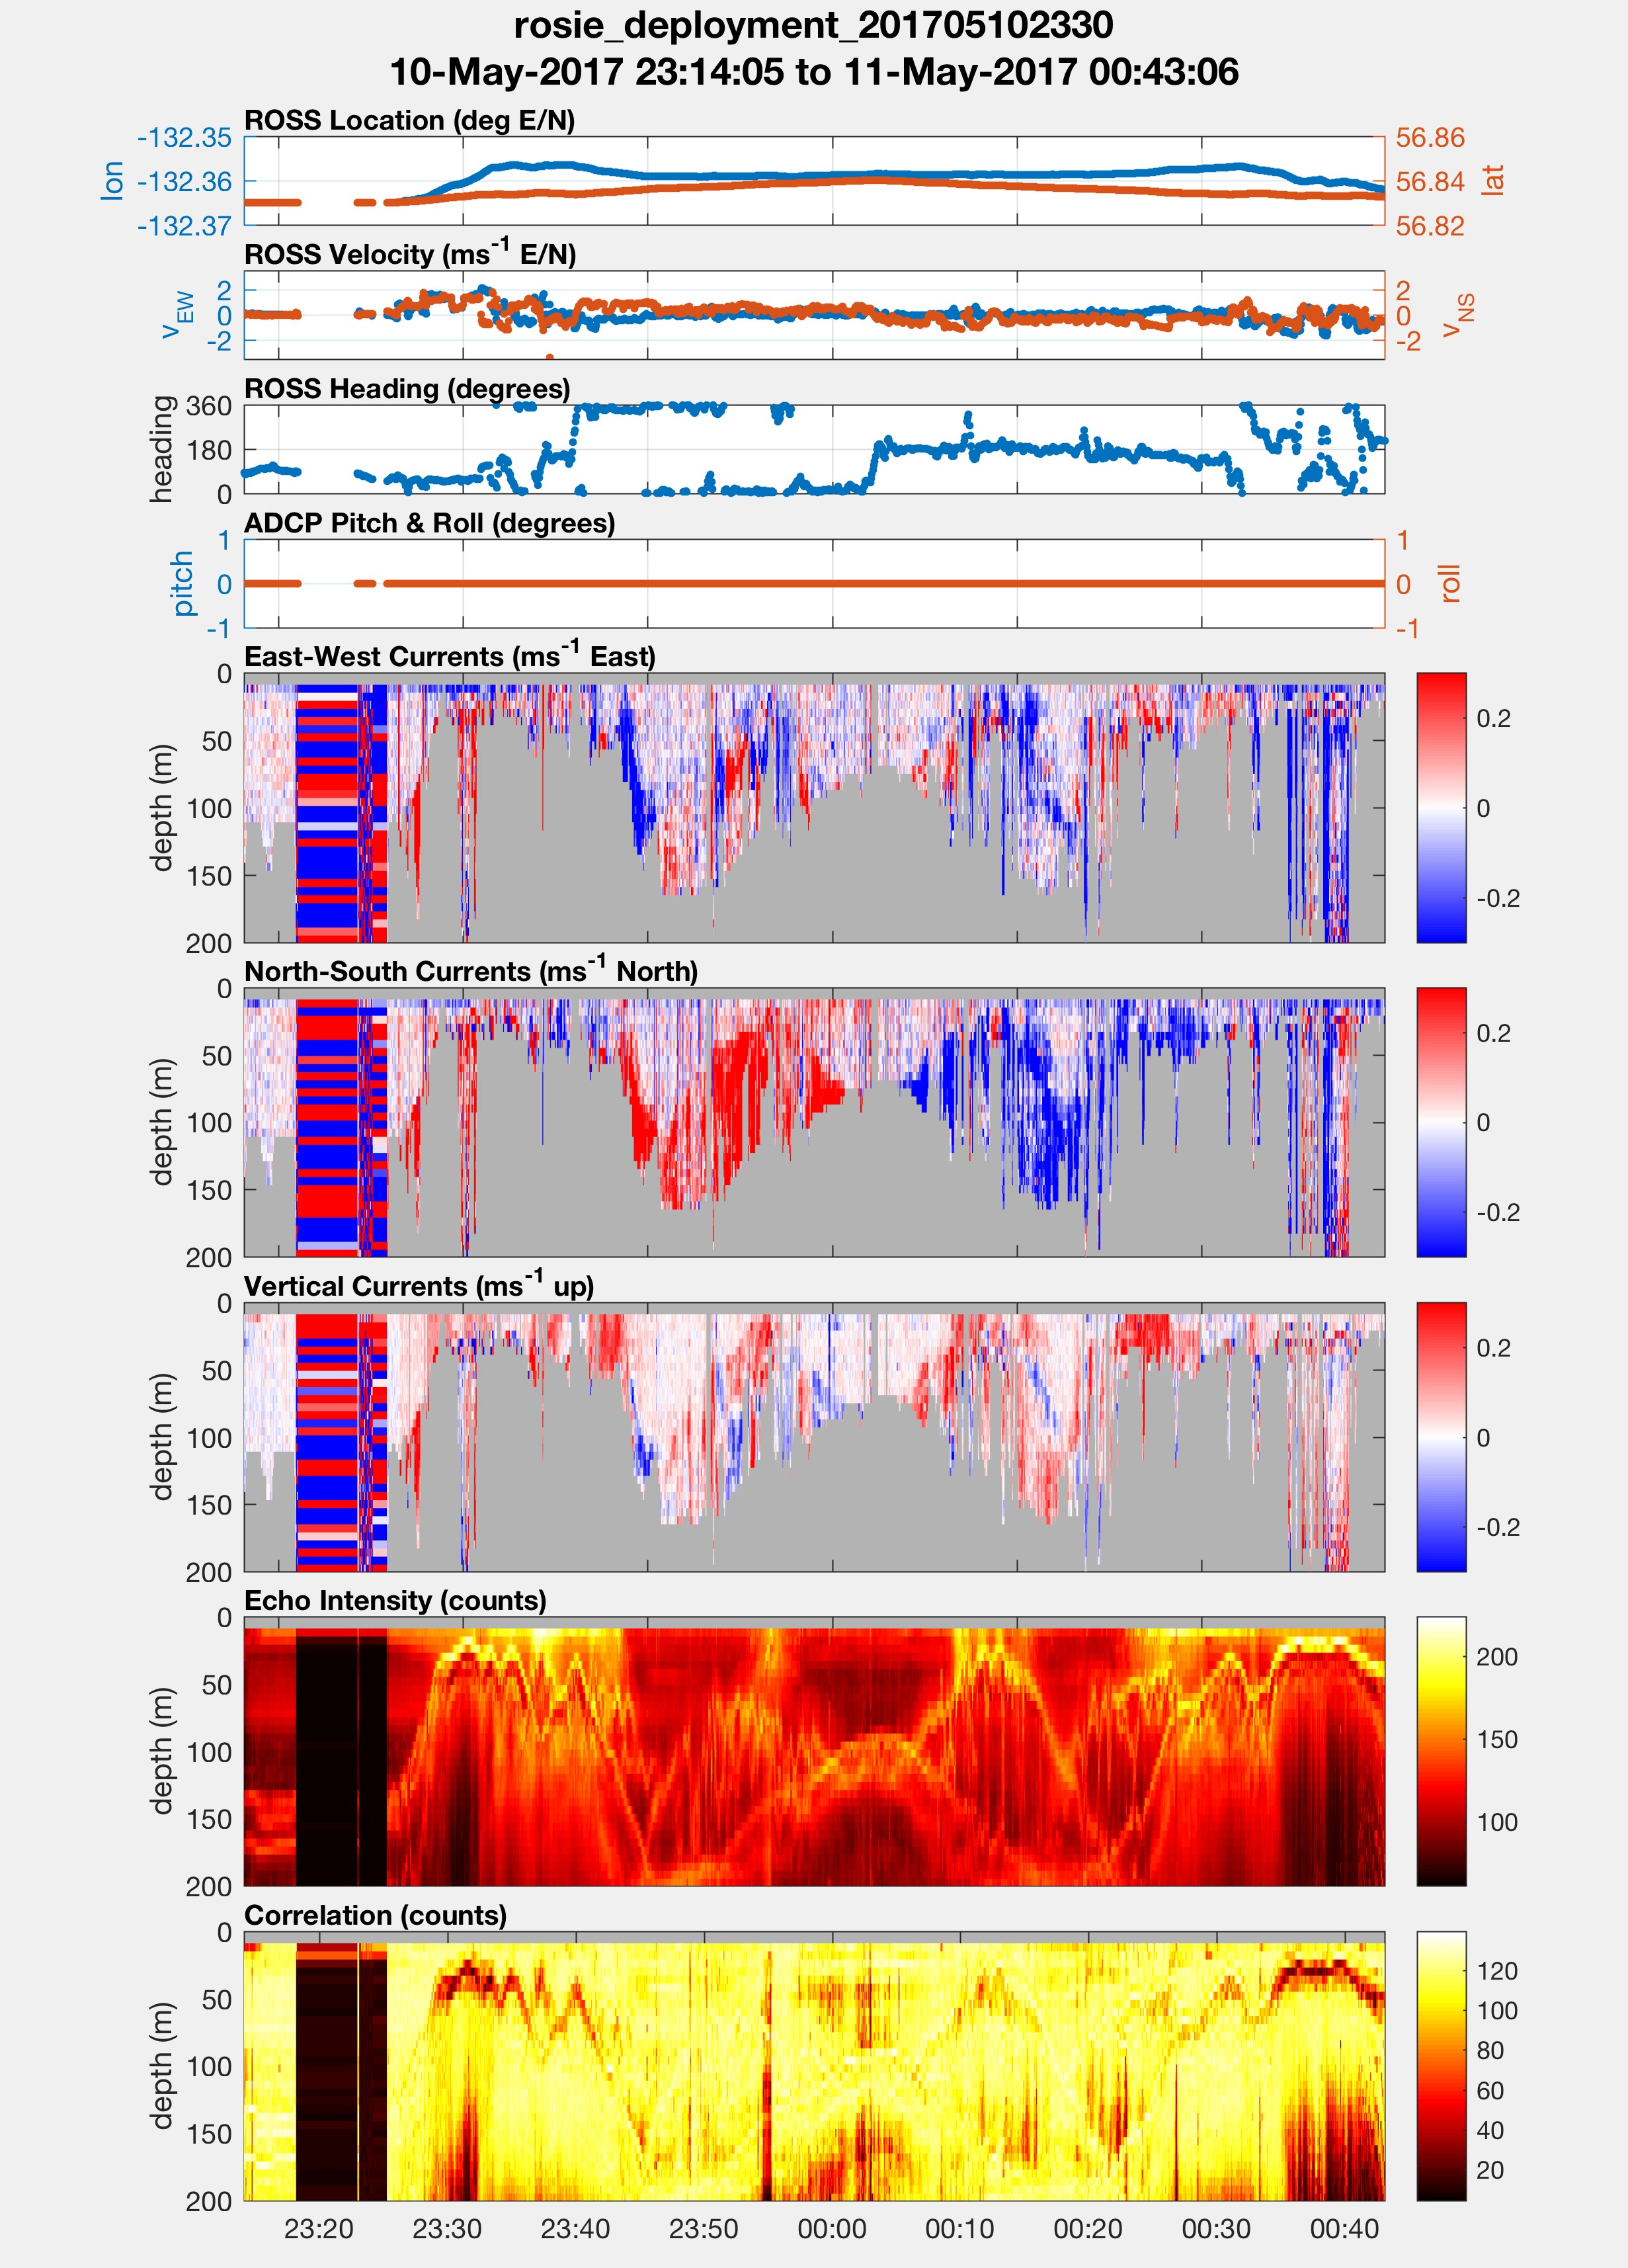 rosie_deployment_201705102330
10-May-2017 23:14:05 to 11-May-2017 00:43:06
ROSS Location (deg E/N)
-132.35
-132.36
-132.37
lon
56.86
56.84
56.82
lat
ROSS Velocity (ms-1 E/N)
2
0
-2
vEW
2
0
-2
vNS
ROSS Heading (degrees)
360
180
0
heading
ADCP Pitch & Roll (degrees)
1
0
-1
pitch
1
0
-1
roll
East-West Currents (ms-1 East)
0
50
100
150
200
depth (m)
0.2
0
-0.2
North-South Currents (ms-1 North)
0
50
100
150
200
depth (m)
0.2
0
-0.2
Vertical Currents (ms-1 up)
0
50
100
150
200
depth (m)
0.2
0
-0.2
Echo Intensity (counts)
0
50
100
150
200
depth (m)
200
150
100
Correlation (counts)
0
50
100
150
200
depth (m)
120
100
80
60
40
20
23:20 23:30 23:40 23:50 00:00 00:10 00:20 00:30 00:40